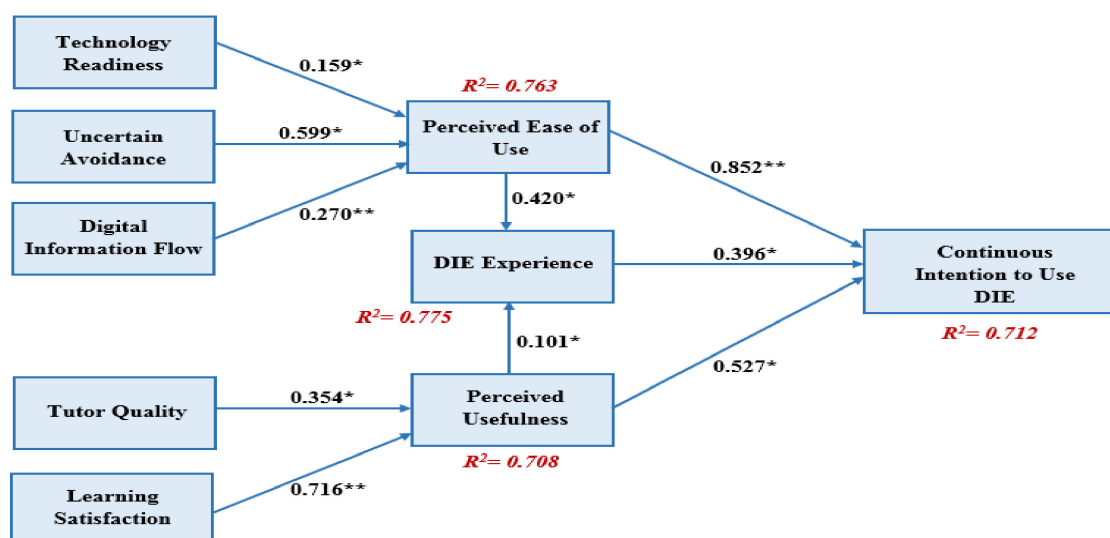 Technology
Readiness
0.159*
R²= 0.763
Uncertain
Avoidance
0.599*
Perceived Ease of
Use
0.852**
Digital
Information Flow
0.270**
0.420*
DIE Experience
0.396*
Continuous
Intention to Use
DIE
R²= 0.775
R²= 0.712
0.101*
0.527*
Tutor Quality
0.354*
Perceived
Usefulness
R²= 0.708
Learning
Satisfaction
0.716**